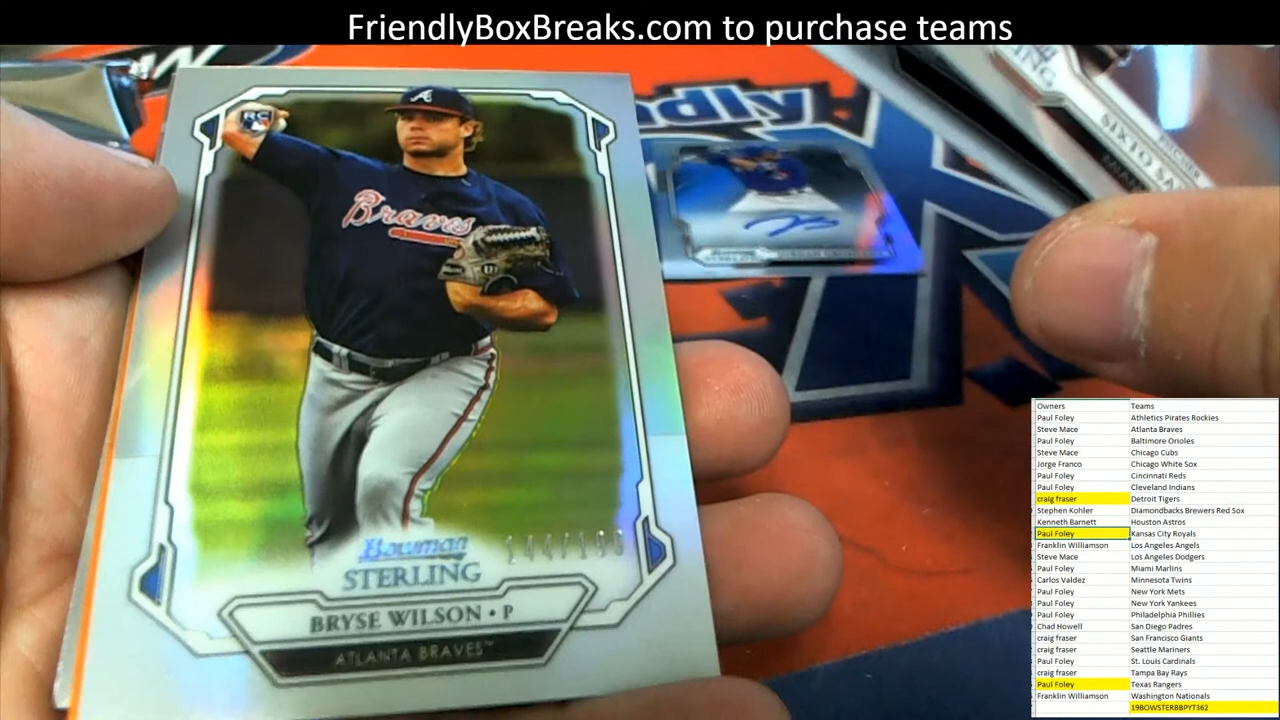 FriendlyBoxBreaks.com to purchase teams
RC
Braves
Bowman
STERLING
BRYSE WILSON • P
ATLANTA BRAVES™
SIXTO
Owners Teams
Paul Foley Athletics Pirates Rockies
Steve Mace Atlanta Braves
Paul Foley Baltimore Orioles
Steve Mace Chicago Cubs
Jorge Franco Chicago White Sox
Paul Foley Cincinnati Reds
Paul Foley Cleveland Indians
craig fraser Detroit Tigers
Stephen Kohler Diamondbacks Brewers Red Sox
Kenneth Barnett Houston Astros
Paul Foley Kansas City Royals
Franklin Williamson Los Angeles Angels
Steve Mace Los Angeles Dodgers
Paul Foley Miami Marlins
Carlos Valdez Minnesota Twins
Paul Foley New York Mets
Paul Foley New York Yankees
Paul Foley Philadelphia Phillies
Chad Howell San Diego Padres
craig fraser San Francisco Giants
craig fraser Seattle Mariners
Paul Foley St. Louis Cardinals
craig fraser Tampa Bay Rays
Paul Foley Texas Rangers
Franklin Williamson Washington Nationals
19BOWSTERBBPYT362